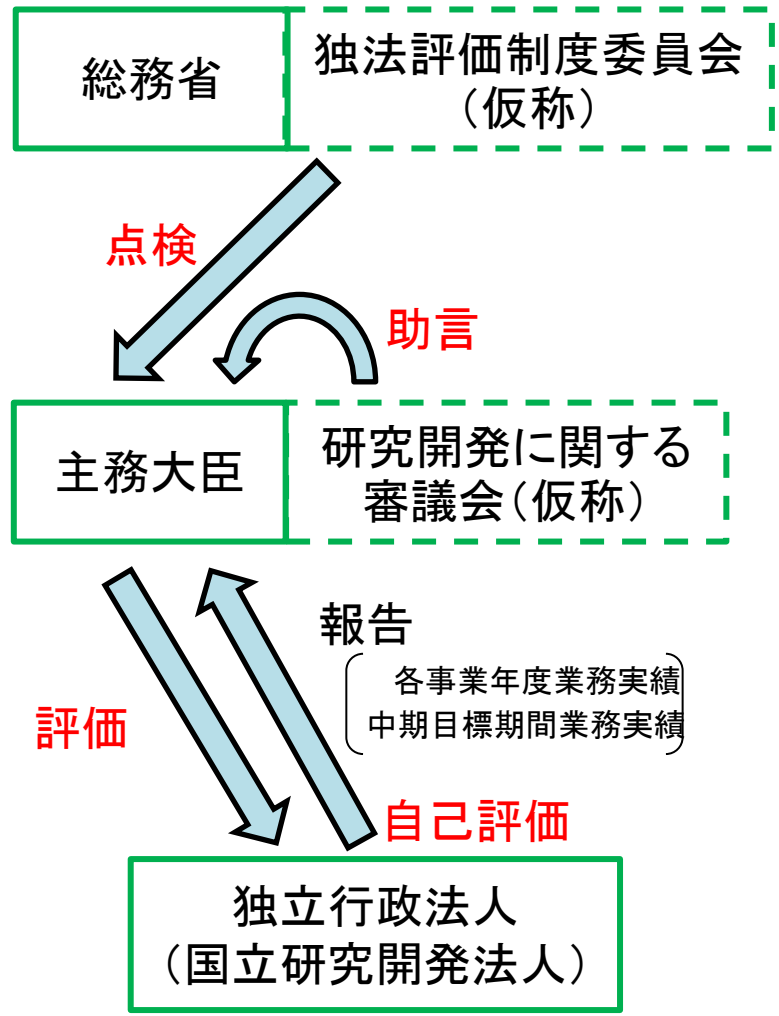 総務省
独法評価制度委員会
（仮称）
点検
助言
主務大臣
研究開発に関する
審議会（仮称）
報告
各事業年度業務実績
中期目標期間業務実績
評価
自己評価
独立行政法人
（国立研究開発法人）